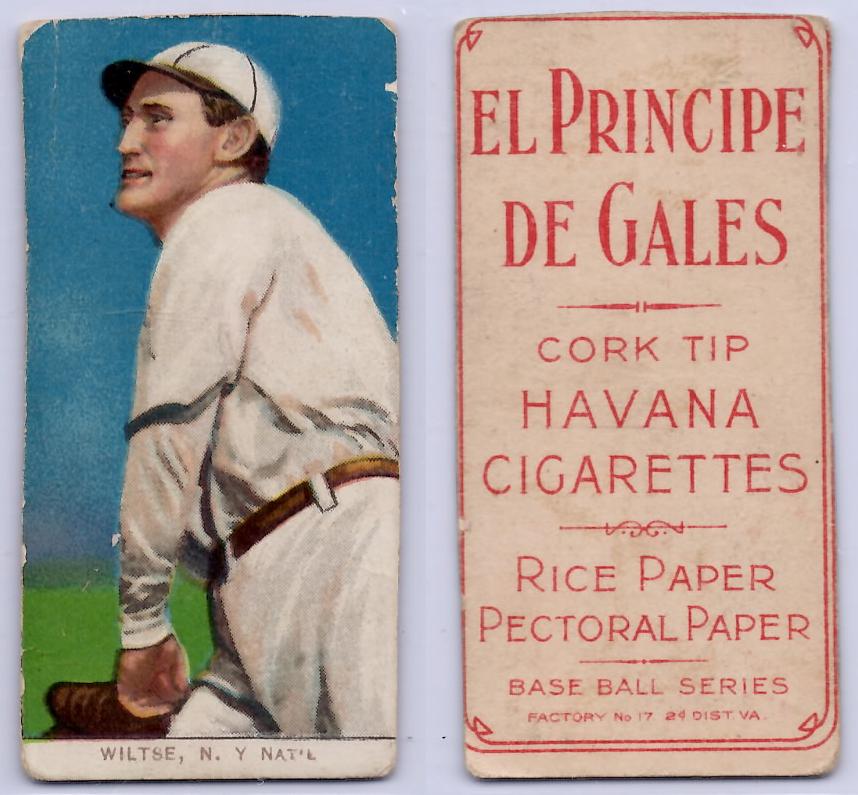 WILTSE, N. Y NAT'L
EL PRINCIPE
DE GALES
CORK TIP
HAVANA
CIGARETTES
RICE PAPER
PECTORAL PAPER
BASE BALL SERIES
FACTORY No 17 2d DIST. VA.